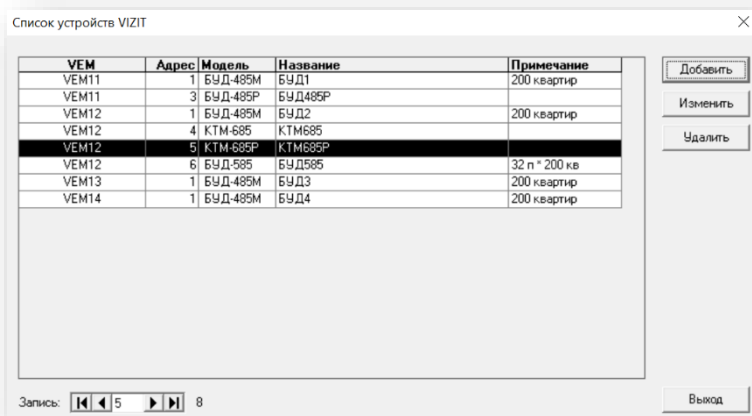 Список устройств VIZIT
VEM Адрес Модель Название Примечание
VEM11 1 БУД-485М БУД1 200 квартир
VEM11 3 БУД-485Р БУД485Р
VEM12 1 БУД-485М БУД2 200 квартир
VEM12 4 КТМ-685 КТМ685
VEM12 5 КТМ-685Р КТМ685Р
VEM12 6 БУД-585 БУД585 32 п * 200 кв
VEM13 1 БУД-485М БУД3 200 квартир
VEM14 1 БУД-485М БУД4 200 квартир
Добавить
Изменить
Удалить
Запись: 5 8
Выход